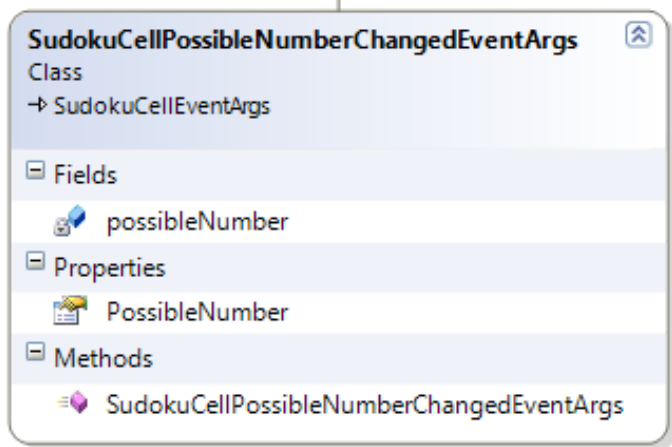 SudokuCellPossibleNumberChangedEventArgs
Class
SudokuCellEventArgs
Fields
possibleNumber
Properties
PossibleNumber
Methods
SudokuCellPossibleNumberChangedEventArgs